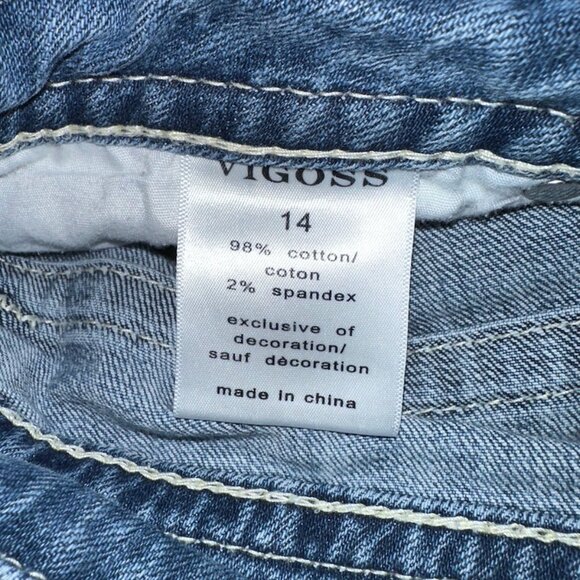 VIGOSS
14
98% cotton/
coton
2% spandex
exclusive of
decoration/
sauf dècoration
made in china